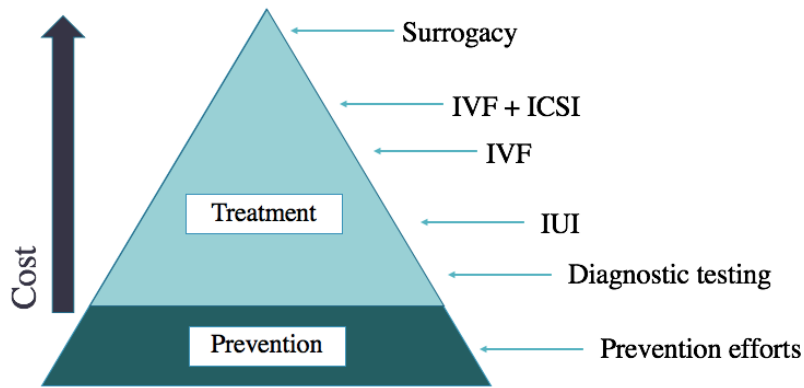 Surrogacy
IVF + ICSI
IVF
Treatment
IUI
Cost
Diagnostic testing
Prevention
Prevention efforts